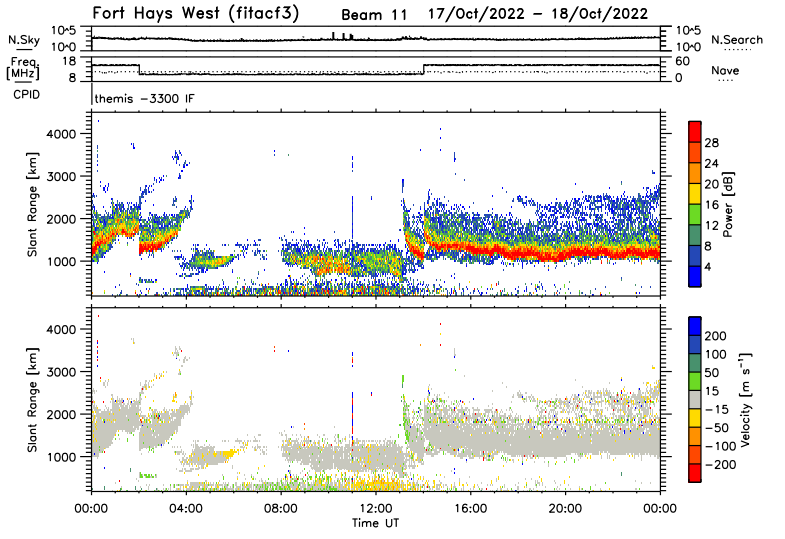 Fort Hays West (fitacf3) Beam 11 17/Oct/2022 − 18/Oct/2022
N.Sky 10^5 10^0 10^5 10^0 N.Search
Freq. [MHz] 18 8 60 0 Nave
CPID themis −3300 IF
Slant Range [km]
4000
3000
2000
1000
28
24
20
16
12
8
4
Power [dB]
Slant Range [km]
4000
3000
2000
1000
200
100
50
15
−15
−50
−100
−200
Velocity [m s⁻¹]
00:00 04:00 08:00 12:00 16:00 20:00 00:00
Time UT